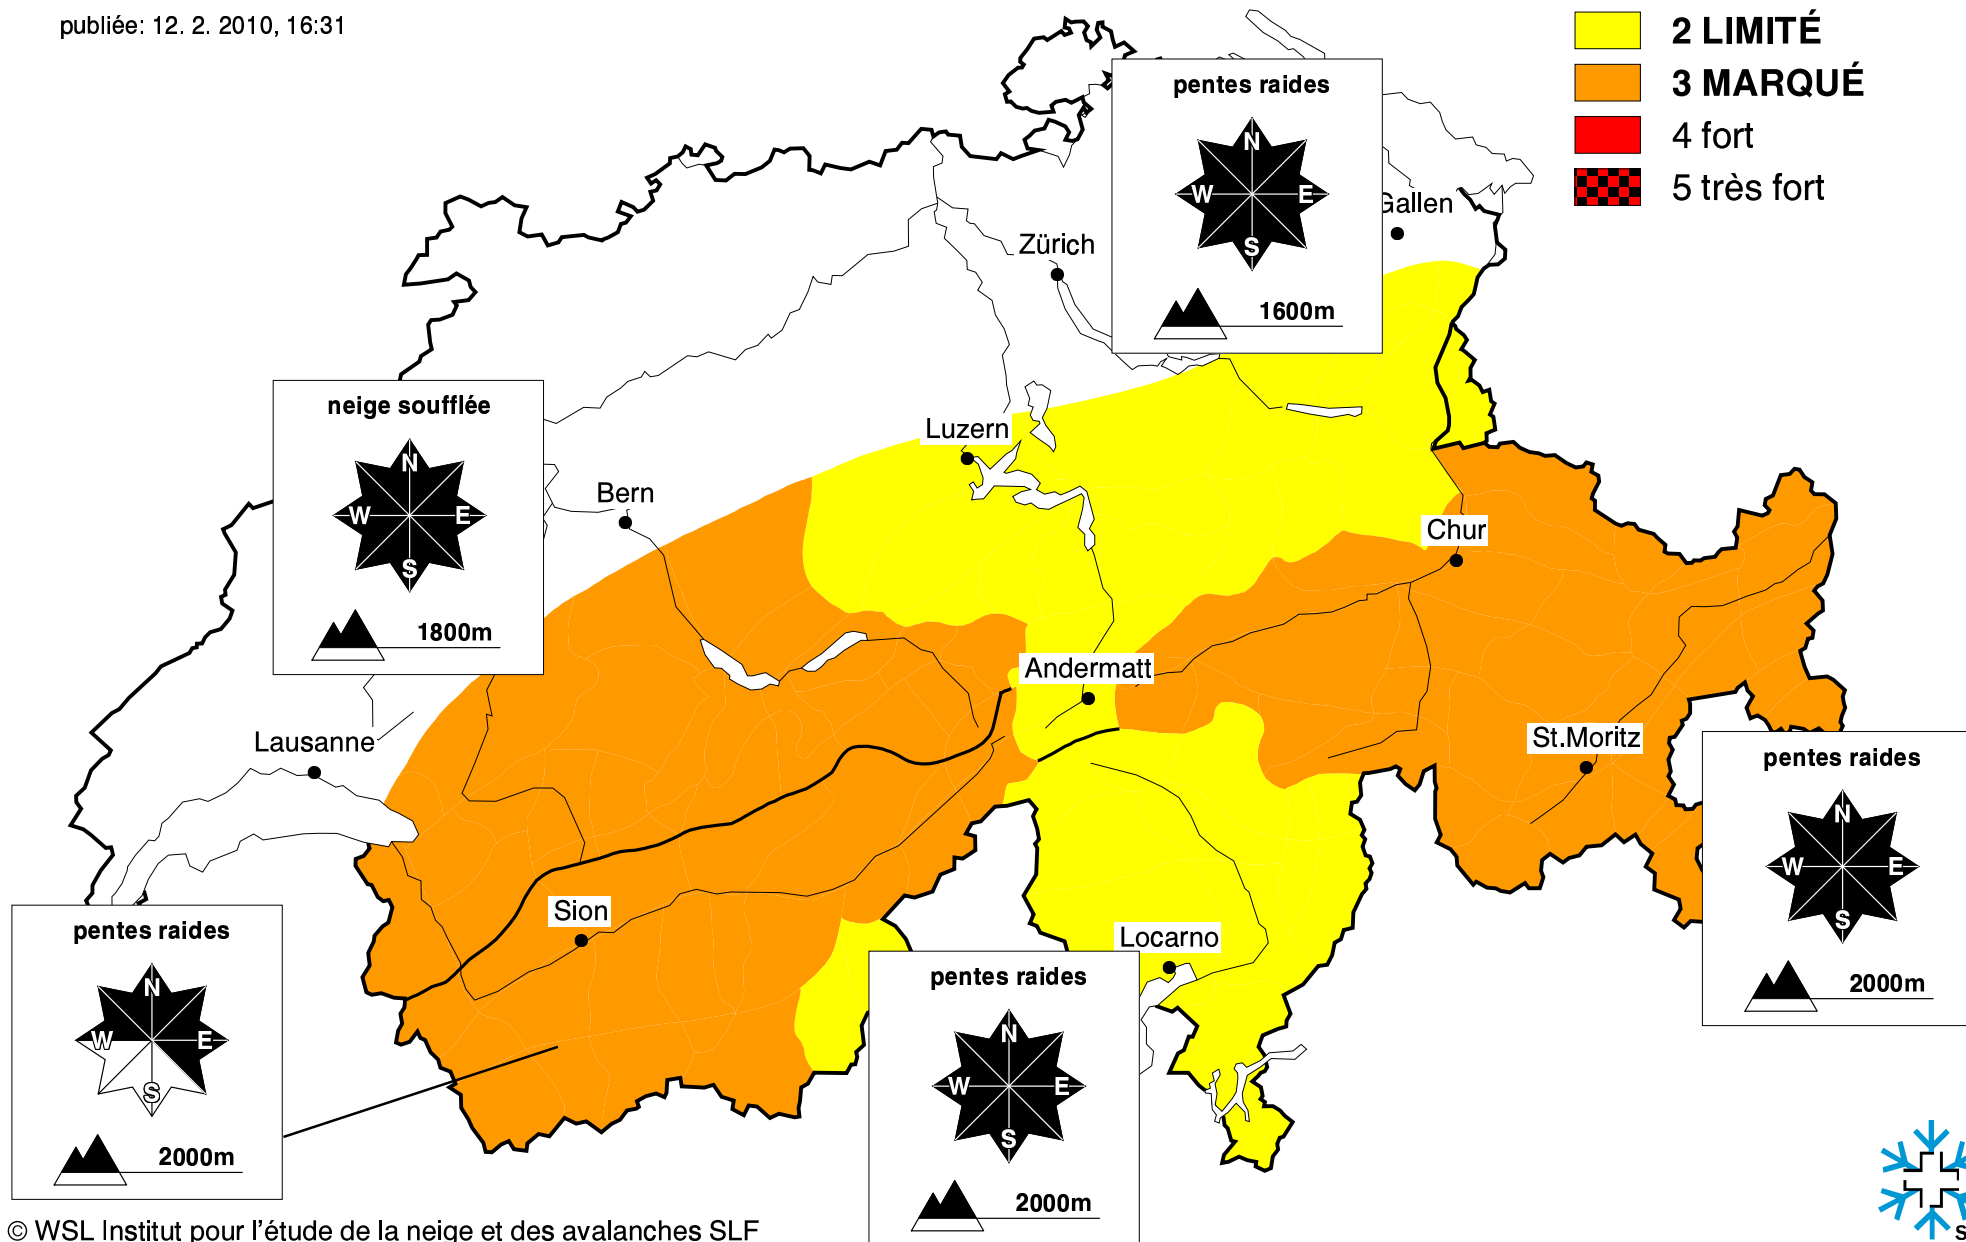 publiée: 12. 2. 2010, 16:31
2 LIMITÉ
3 MARQUÉ
4 fort
5 très fort
pentes raides
N
W E
S
1600m
Gallen
Zürich
neige soufflée
N
W E
S
1800m
Luzern
Bern
Chur
Andermatt
St.Moritz
Lausanne
pentes raides
N
W E
S
2000m
Sion
Locarno
pentes raides
N
W E
S
2000m
pentes raides
N
W E
S
2000m
© WSL Institut pour l'étude de la neige et des avalanches SLF
S